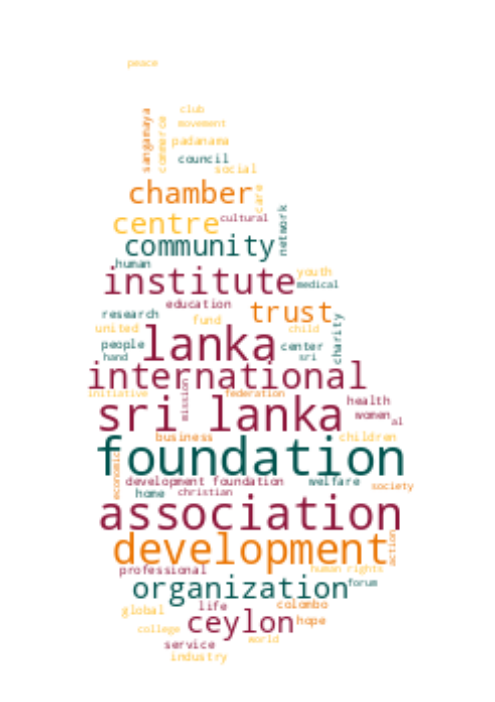 peace
club
movement
sangamaya
commerce
padanama
council
social
chamber
care
centre
cultural
network
community
human
institute
youth
medical
education
research
fund
trust
united
child
charity
people
lanka
center
hand
sri
international
initiative
mission
federation
health
sri lanka
women
al
business
children
foundation
economic
development foundation
welfare
home
christian
society
association
development
action
professional
human rights
organization
forum
global
life
colombo
ceylon
hope
college
world
service
industry